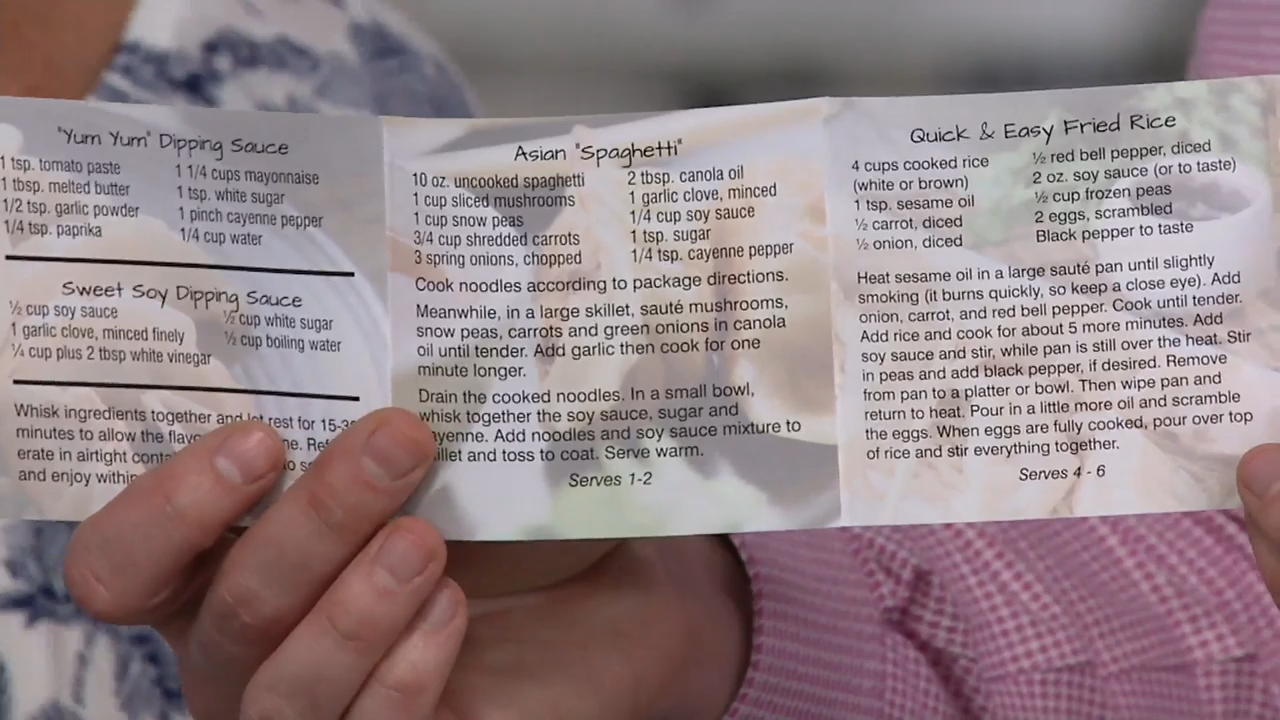 "Yum Yum" Dipping Sauce
1 tsp. tomato paste
1 tbsp. melted butter
1/2 tsp. garlic powder
1/4 tsp. paprika
1 1/4 cups mayonnaise
1 tsp. white sugar
1 pinch cayenne pepper
1/4 cup water
Sweet Soy Dipping Sauce
½ cup soy sauce
1 garlic clove, minced finely
¼ cup plus 2 tbsp white vinegar
½ cup white sugar
½ cup boiling water
Whisk ingredients together and let rest for 15-
minutes to allow the
erate in airtight
and enjoy
Asian "Spaghetti"
10 oz. uncooked spaghetti
1 cup sliced mushrooms
1 cup snow peas
3/4 cup shredded carrots
3 spring onions, chopped
2 tbsp. canola oil
1 garlic clove, minced
1/4 cup soy sauce
1 tsp. sugar
1/4 tsp. cayenne pepper
Cook noodles according to package directions.
Meanwhile, in a large skillet, sauté mushrooms,
snow peas, carrots and green onions in canola
oil until tender. Add garlic then cook for one
minute longer.
Drain the cooked noodles. In a small bowl,
whisk together the soy sauce, sugar and
yenne. Add noodles and soy sauce mixture to
illet and toss to coat. Serve warm.
Serves 1-2
Quick & Easy Fried Rice
4 cups cooked rice
(white or brown)
1 tsp. sesame oil
½ carrot, diced
½ onion, diced
½ red bell pepper, diced
2 oz. soy sauce (or to taste)
½ cup frozen peas
2 eggs, scrambled
Black pepper to taste
Heat sesame oil in a large sauté pan until slightly
smoking (it burns quickly, so keep a close eye). Add
onion, carrot, and red bell pepper. Cook until tender.
Add rice and cook for about 5 more minutes. Add
soy sauce and stir, while pan is still over the heat. Stir
in peas and add black pepper, if desired. Remove
from pan to a platter or bowl. Then wipe pan and
return to heat. Pour in a little more oil and scramble
the eggs. When eggs are fully cooked, pour over top
of rice and stir everything together.
Serves 4 - 6